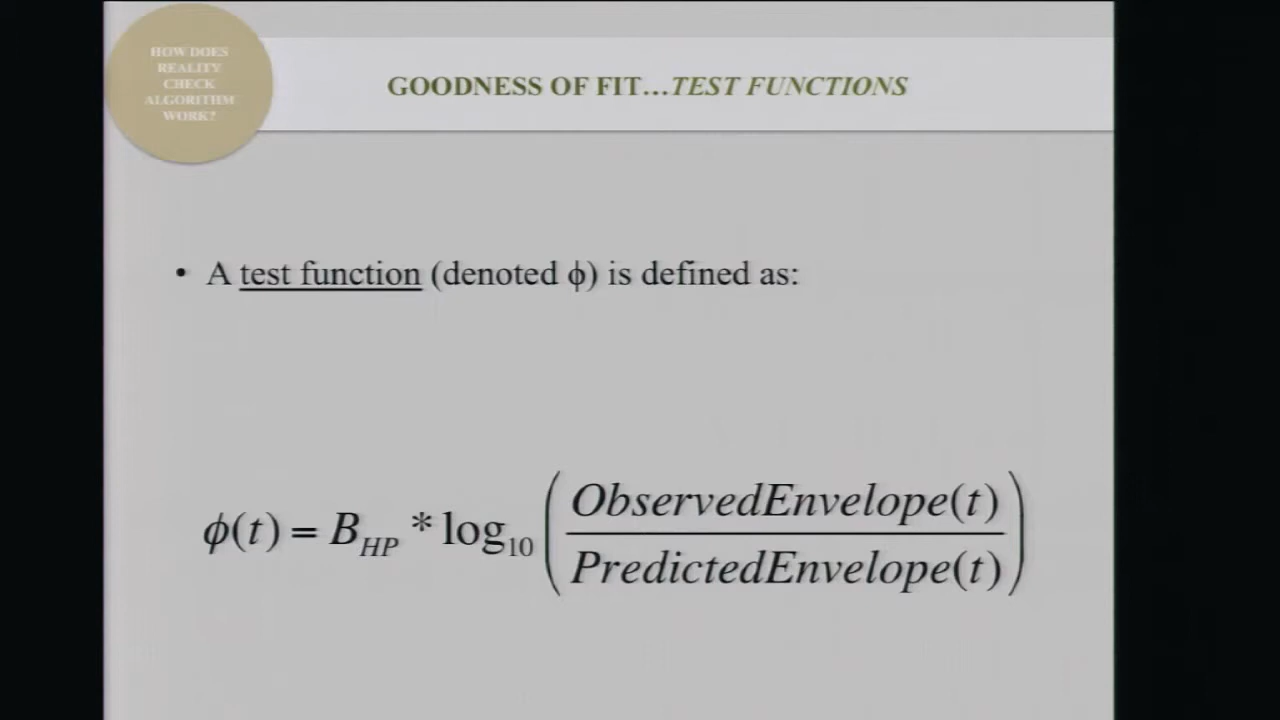 HOW DOES
REALITY
CHECK
ALGORITHM
WORK?
GOODNESS OF FIT…TEST FUNCTIONS
• A test function (denoted ϕ) is defined as:
ϕ(t) = B_HP * log_10 ( ObservedEnvelope(t) / PredictedEnvelope(t) )